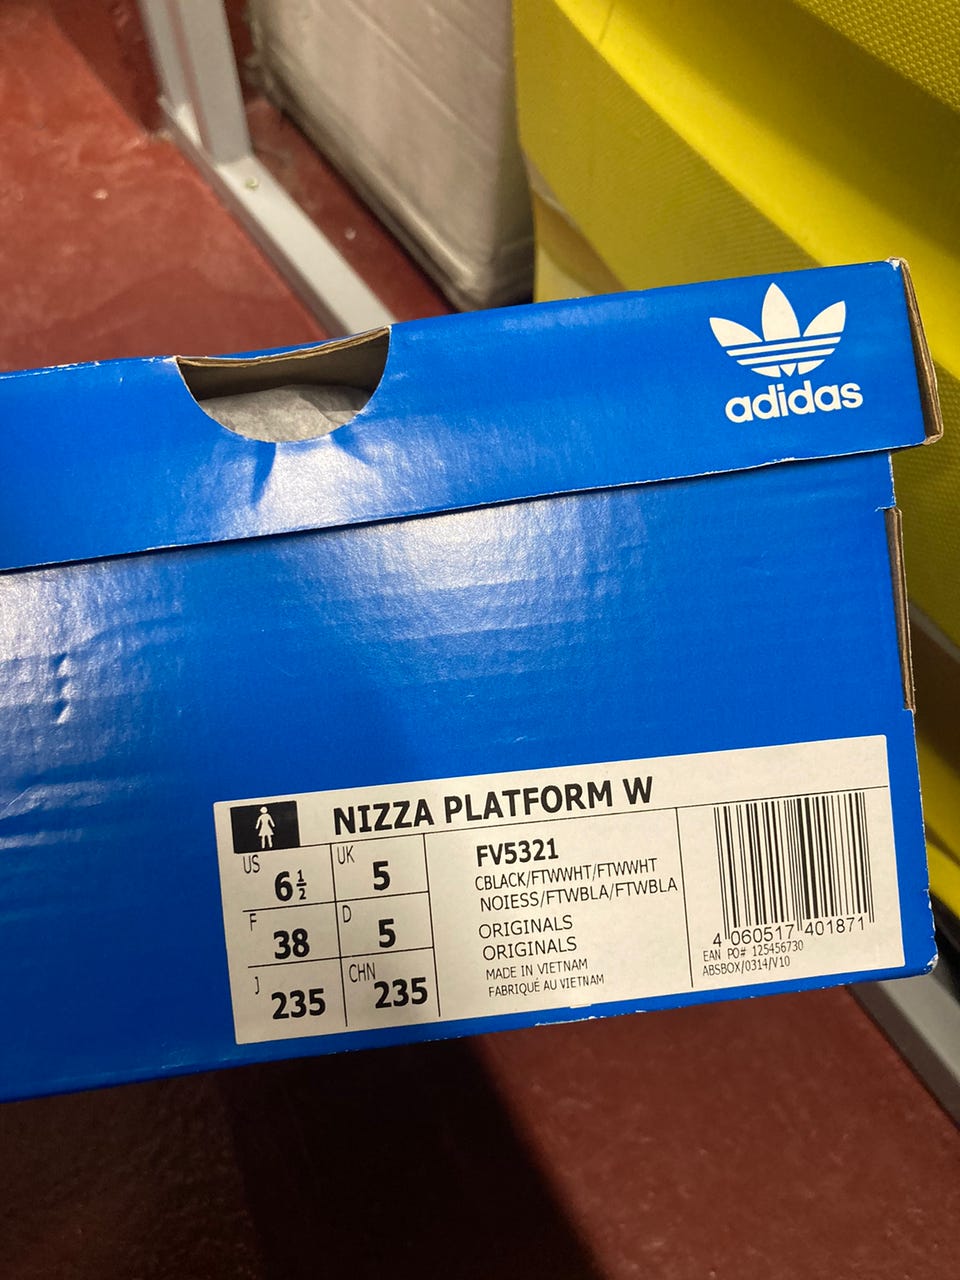 adidas
NIZZA PLATFORM W
US 6½ UK 5
F 38 D 5
J 235 CHN 235
FV5321
CBLACK/FTWWHT/FTWWHT
NOIESS/FTWBLA/FTWBLA
ORIGINALS
ORIGINALS
MADE IN VIETNAM
FABRIQUÉ AU VIETNAM
4 060517 401871
EAN PO# 125456730
ABSBOX/0314/V10